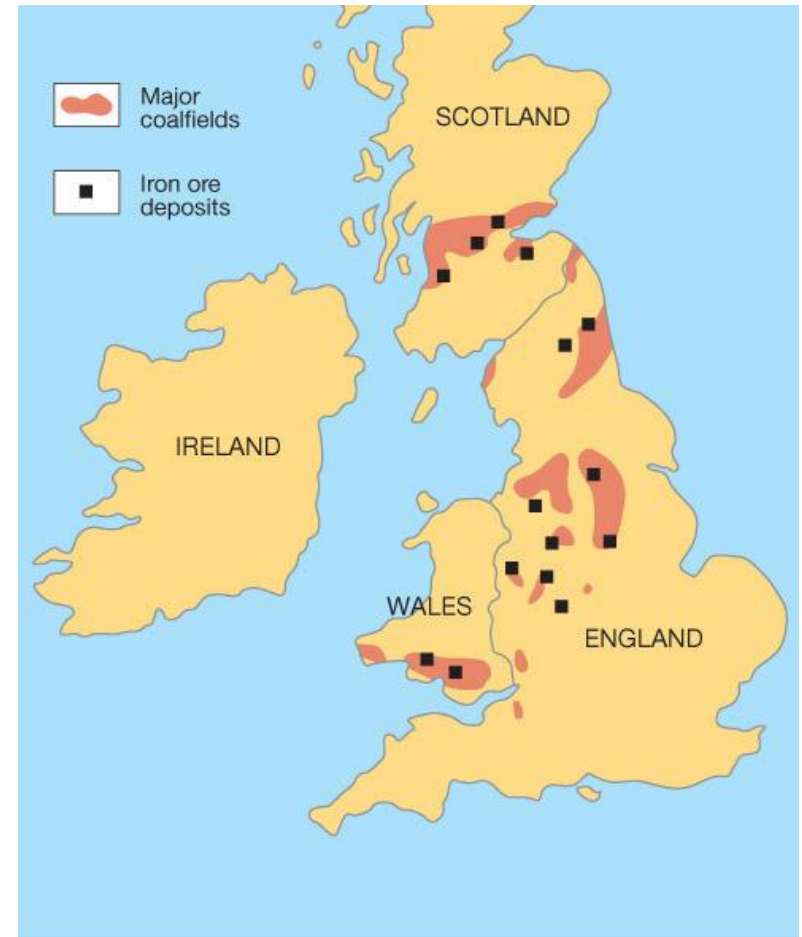 Major
coalfields
Iron ore
deposits
SCOTLAND
IRELAND
WALES
ENGLAND